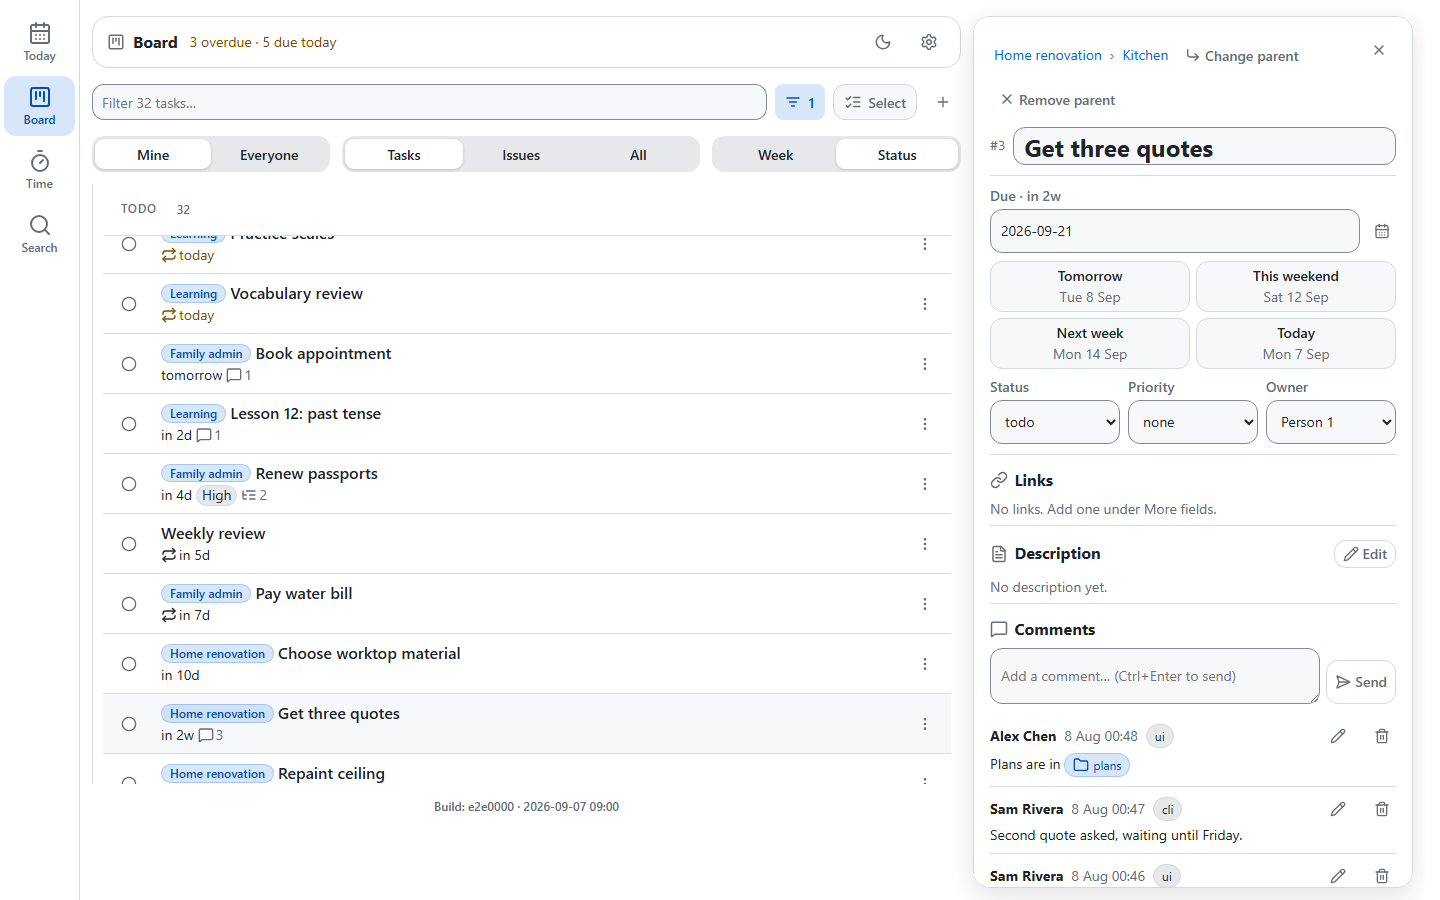 Today
Board
Time
Search
Board 3 overdue · 5 due today
Filter 32 tasks...
1
Select
Mine
Everyone
Tasks
Issues
All
Week
Status
TODO 32
Learning Practice scales
today
Learning Vocabulary review
today
Family admin Book appointment
tomorrow 1
Learning Lesson 12: past tense
in 2d 1
Family admin Renew passports
in 4d High 2
Weekly review
in 5d
Family admin Pay water bill
in 7d
Home renovation Choose worktop material
in 10d
Home renovation Get three quotes
in 2w 3
Home renovation Repaint ceiling
Build: e2e0000 · 2026-09-07 09:00
Home renovation › Kitchen Change parent
Remove parent
#3 Get three quotes
Due · in 2w
2026-09-21
Tomorrow
Tue 8 Sep
This weekend
Sat 12 Sep
Next week
Mon 14 Sep
Today
Mon 7 Sep
Status Priority Owner
todo none Person 1
Links
No links. Add one under More fields.
Description Edit
No description yet.
Comments
Add a comment... (Ctrl+Enter to send)
Send
Alex Chen 8 Aug 00:48 ui
Plans are in plans
Sam Rivera 8 Aug 00:47 cli
Second quote asked, waiting until Friday.
Sam Rivera 8 Aug 00:46 ui